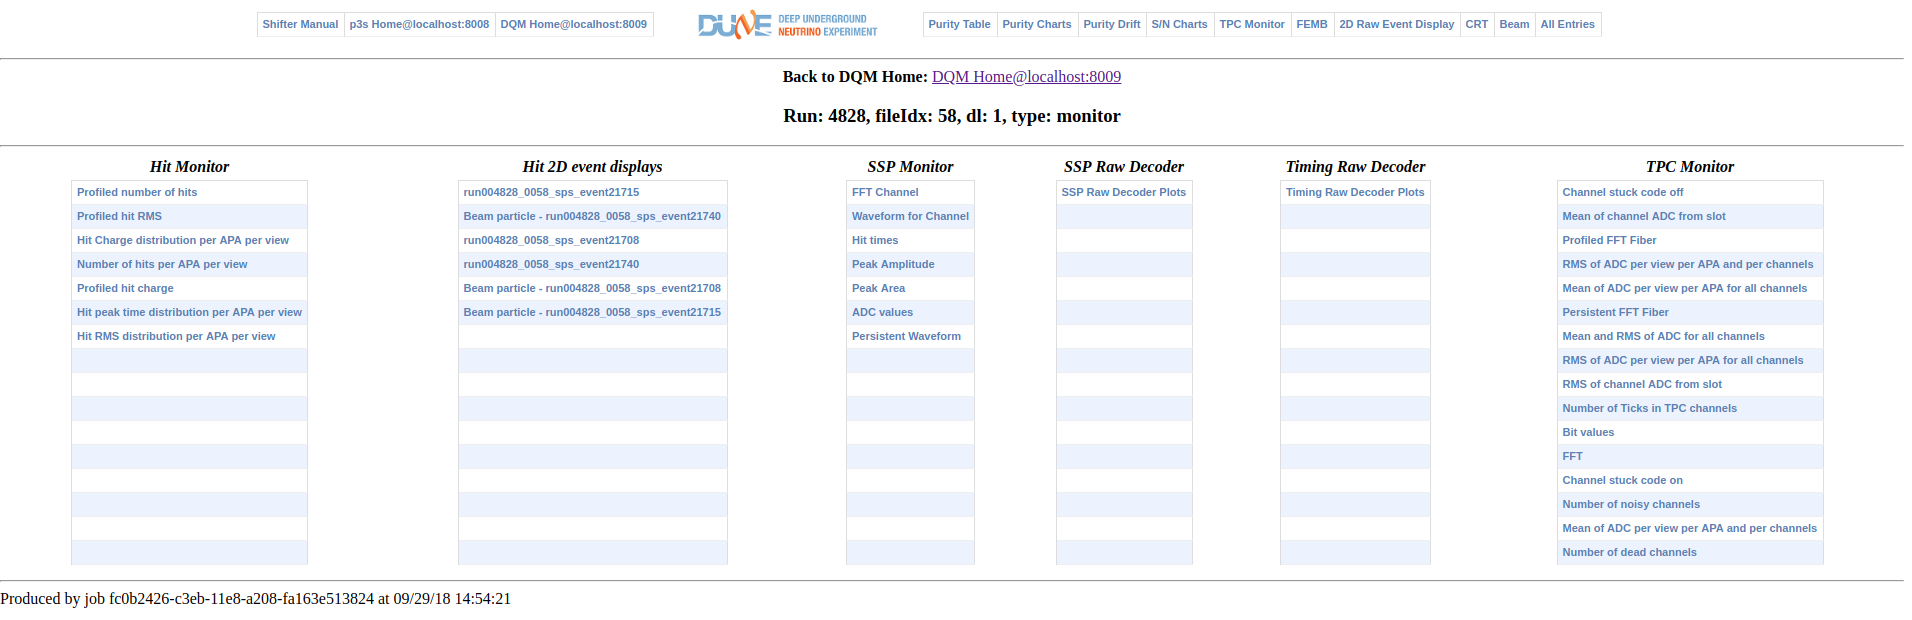 Shifter Manual p3s Home@localhost:8008 DQM Home@localhost:8009 DUNE DEEP UNDERGROUND NEUTRINO EXPERIMENT Purity Table Purity Charts Purity Drift S/N Charts TPC Monitor FEMB 2D Raw Event Display CRT Beam All Entries
Back to DQM Home: DQM Home@localhost:8009
Run: 4828, fileIdx: 58, dl: 1, type: monitor
Hit Monitor
Profiled number of hits
Profiled hit RMS
Hit Charge distribution per APA per view
Number of hits per APA per view
Profiled hit charge
Hit peak time distribution per APA per view
Hit RMS distribution per APA per view
Hit 2D event displays
run004828_0058_sps_event21715
Beam particle - run004828_0058_sps_event21740
run004828_0058_sps_event21708
run004828_0058_sps_event21740
Beam particle - run004828_0058_sps_event21708
Beam particle - run004828_0058_sps_event21715
SSP Monitor
FFT Channel
Waveform for Channel
Hit times
Peak Amplitude
Peak Area
ADC values
Persistent Waveform
SSP Raw Decoder
SSP Raw Decoder Plots
Timing Raw Decoder
Timing Raw Decoder Plots
TPC Monitor
Channel stuck code off
Mean of channel ADC from slot
Profiled FFT Fiber
RMS of ADC per view per APA and per channels
Mean of ADC per view per APA for all channels
Persistent FFT Fiber
Mean and RMS of ADC for all channels
RMS of ADC per view per APA for all channels
RMS of channel ADC from slot
Number of Ticks in TPC channels
Bit values
FFT
Channel stuck code on
Number of noisy channels
Mean of ADC per view per APA and per channels
Number of dead channels
Produced by job fc0b2426-c3eb-11e8-a208-fa163e513824 at 09/29/18 14:54:21